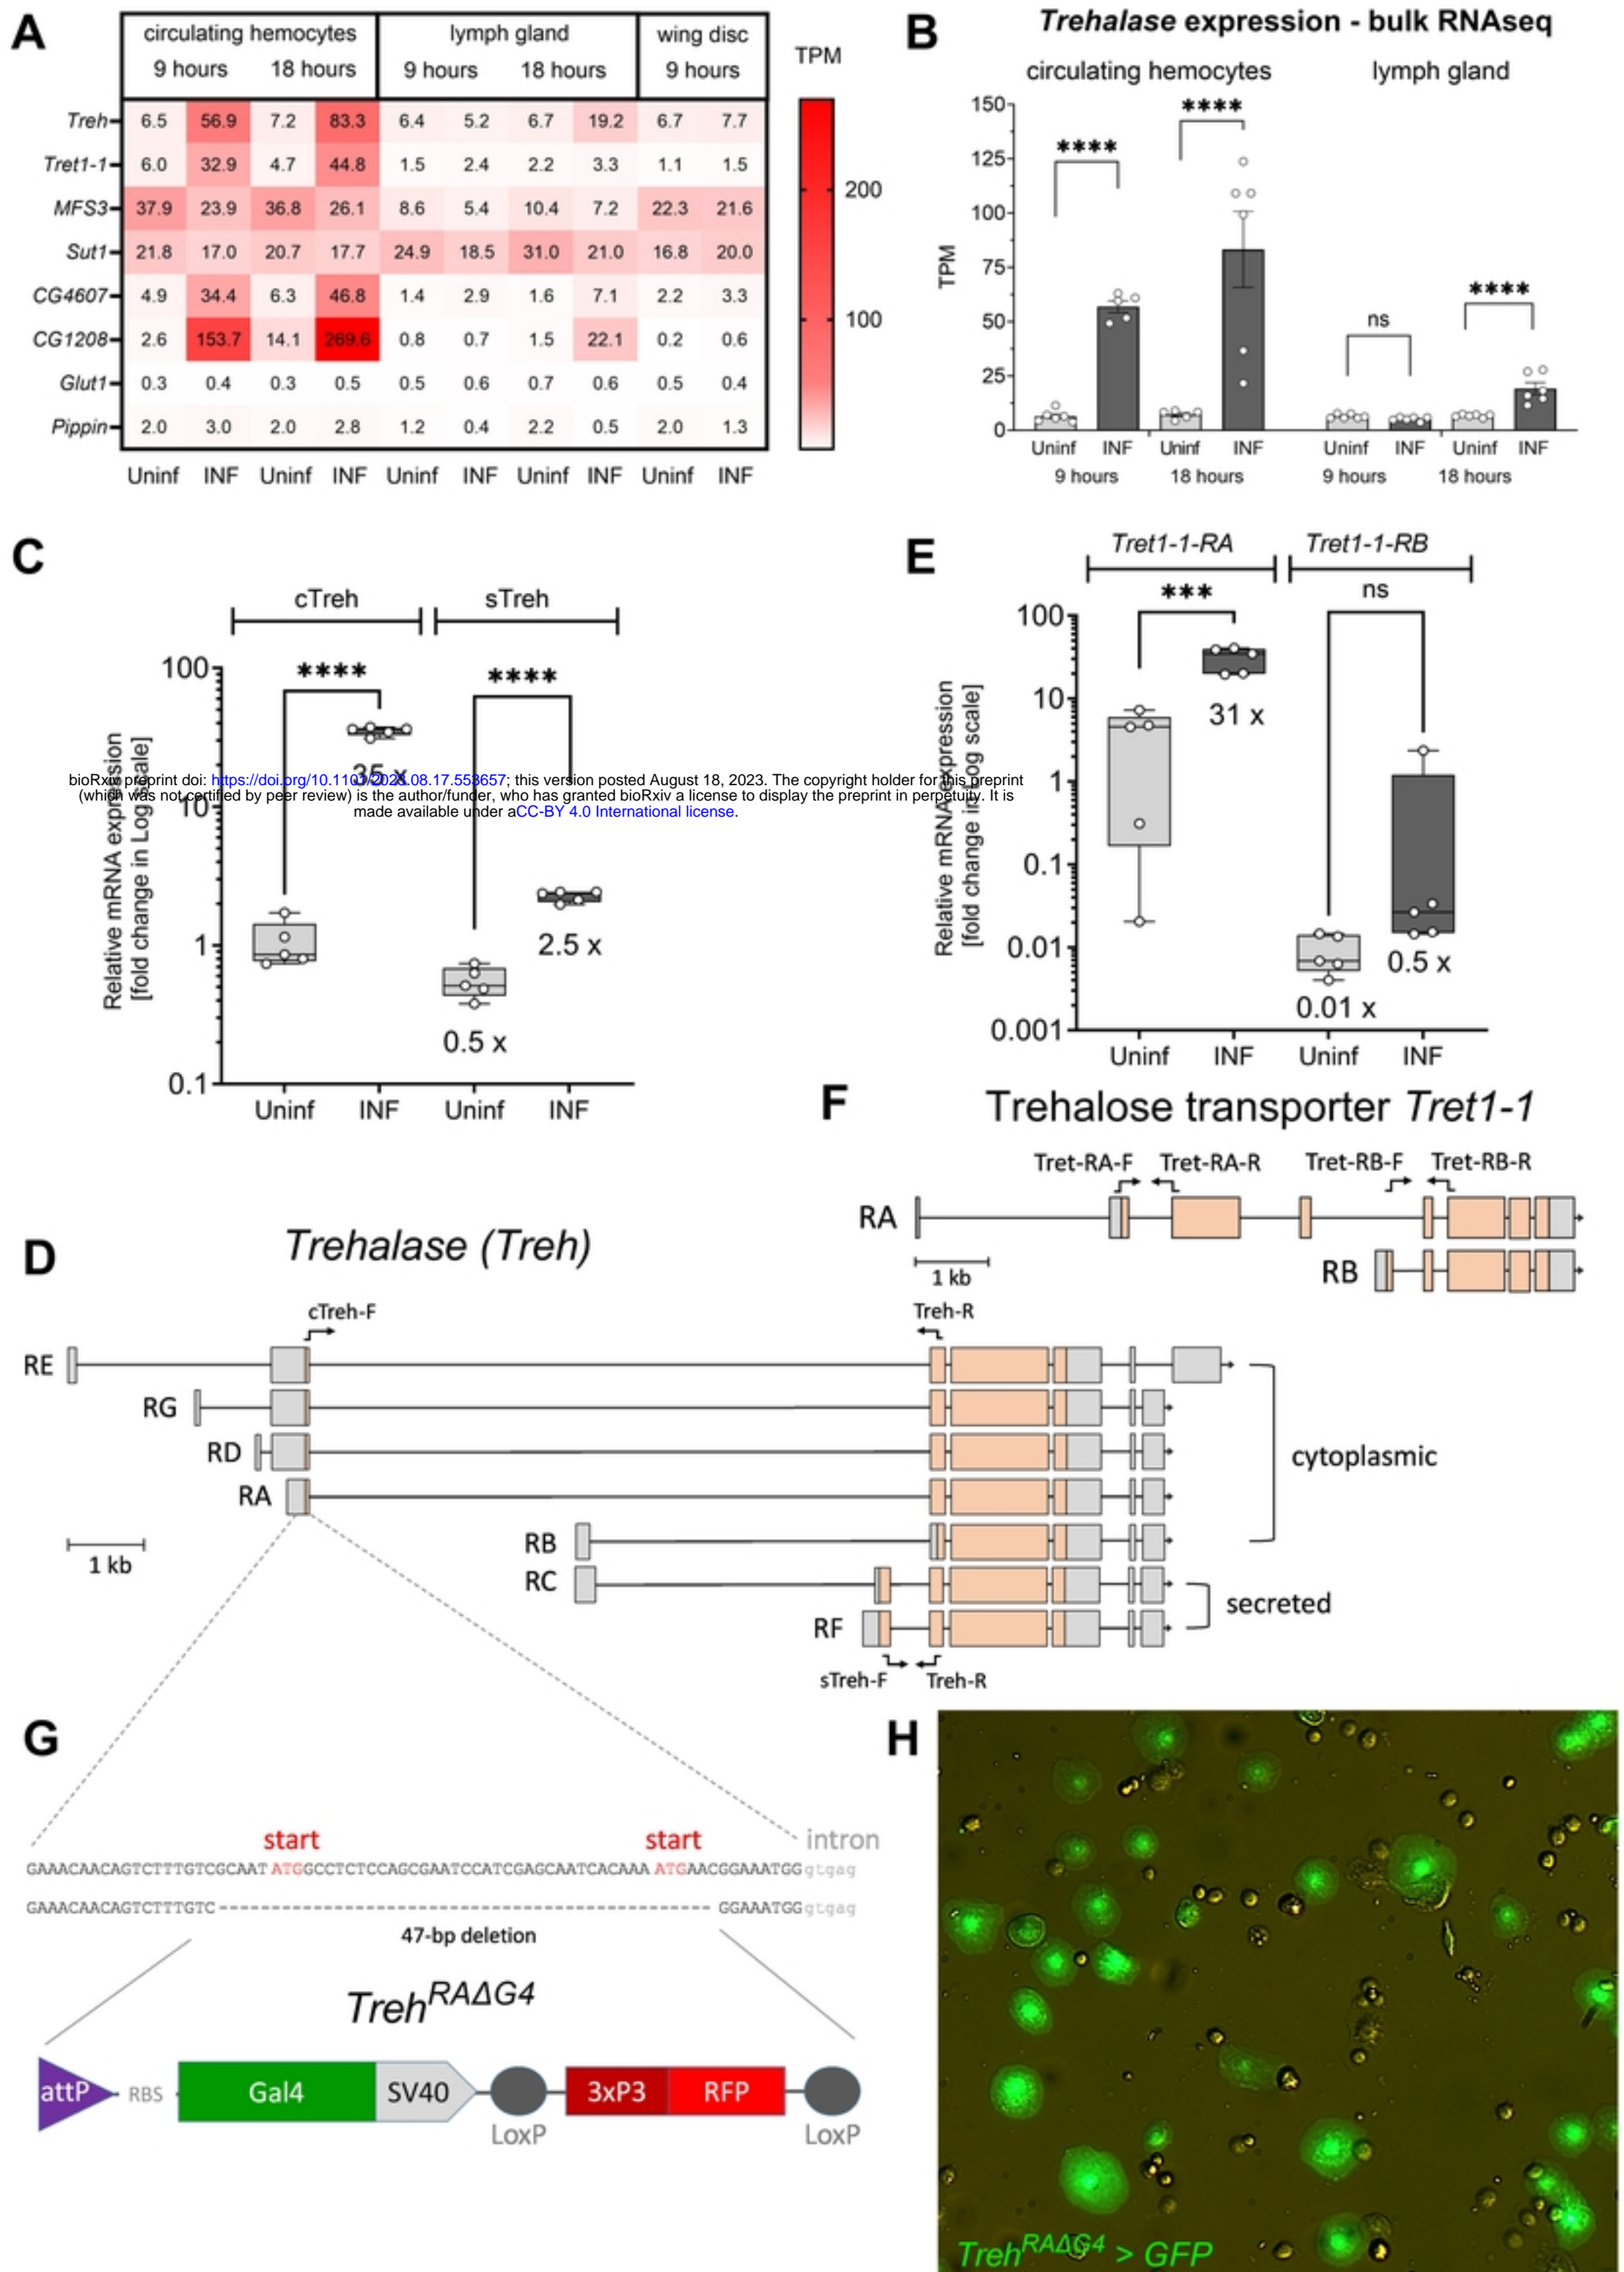 A
circulating hemocytes lymph gland wing disc
9 hours 18 hours 9 hours 18 hours 9 hours
TPM
Treh 6.5 56.9 7.2 83.3 6.4 5.2 6.7 19.2 6.7 7.7
Tret1-1 6.0 32.9 4.7 44.8 1.5 2.4 2.2 3.3 1.1 1.5
MFS3 37.9 23.9 36.8 26.1 8.6 5.4 10.4 7.2 22.3 21.6
Sut1 21.8 17.0 20.7 17.7 24.9 18.5 31.0 21.0 16.8 20.0
CG4607 4.9 34.4 6.3 46.8 1.4 2.9 1.6 7.1 2.2 3.3
CG1208 2.6 153.7 14.1 269.6 0.8 0.7 1.5 22.1 0.2 0.6
Glut1 0.3 0.4 0.3 0.5 0.5 0.6 0.7 0.6 0.5 0.4
Pippin 2.0 3.0 2.0 2.8 1.2 0.4 2.2 0.5 2.0 1.3
Uninf INF Uninf INF Uninf INF Uninf INF Uninf INF
200
100
B
Trehalase expression - bulk RNAseq
circulating hemocytes lymph gland
TPM
150
125
100
75
50
25
0
**** **** ns ****
Uninf INF Uninf INF Uninf INF Uninf INF
9 hours 18 hours 9 hours 18 hours
C
cTreh sTreh
**** ****
Relative mRNA expression
[fold change in Log scale]
100
10
1
0.1
35 x
2.5 x
0.5 x
Uninf INF Uninf INF
bioRxiv preprint doi: https://doi.org/10.1101/2023.08.17.553657; this version posted August 18, 2023. The copyright holder for this preprint
(which was not certified by peer review) is the author/funder, who has granted bioRxiv a license to display the preprint in perpetuity. It is
made available under aCC-BY 4.0 International license.
E
Tret1-1-RA Tret1-1-RB
*** ns
Relative mRNA expression
[fold change in Log scale]
100
10
1
0.1
0.01
0.001
31 x
0.5 x
0.01 x
Uninf INF Uninf INF
F
Trehalose transporter Tret1-1
Tret-RA-F Tret-RA-R Tret-RB-F Tret-RB-R
RA
1 kb
RB
D
Trehalase (Treh)
cTreh-F Treh-R
RE
RG
RD
RA
RB
RC
RF
1 kb
cytoplasmic
secreted
sTreh-F Treh-R
G
start start intron
GAAACAACAGTCTTTGTCGCAAT ATGGCCTCTCCAGCGAATCCATCGAGCAATCACAAA ATGAACGGAAATGGgtgag
GAAACAACAGTCTTTGTC GGAAATGGgtgag
47-bp deletion
Treh RAΔG4
attP RBS Gal4 SV40 3xP3 RFP
LoxP LoxP
H
Treh RAΔG4 > GFP